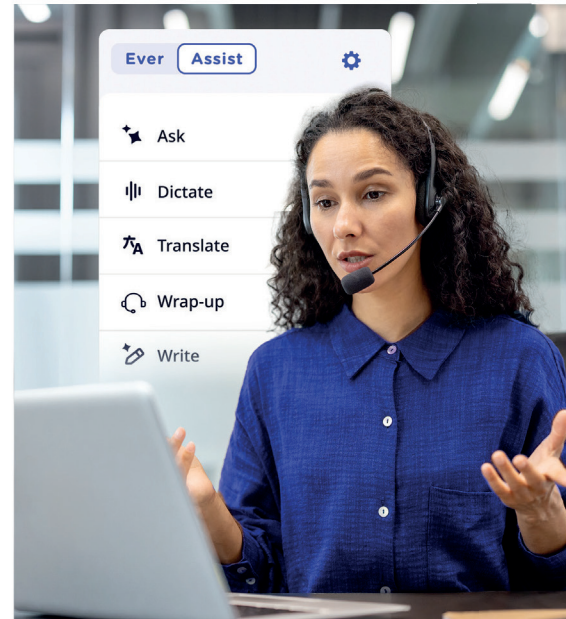 Ever Assist
Ask
Dictate
Translate
Wrap-up
Write